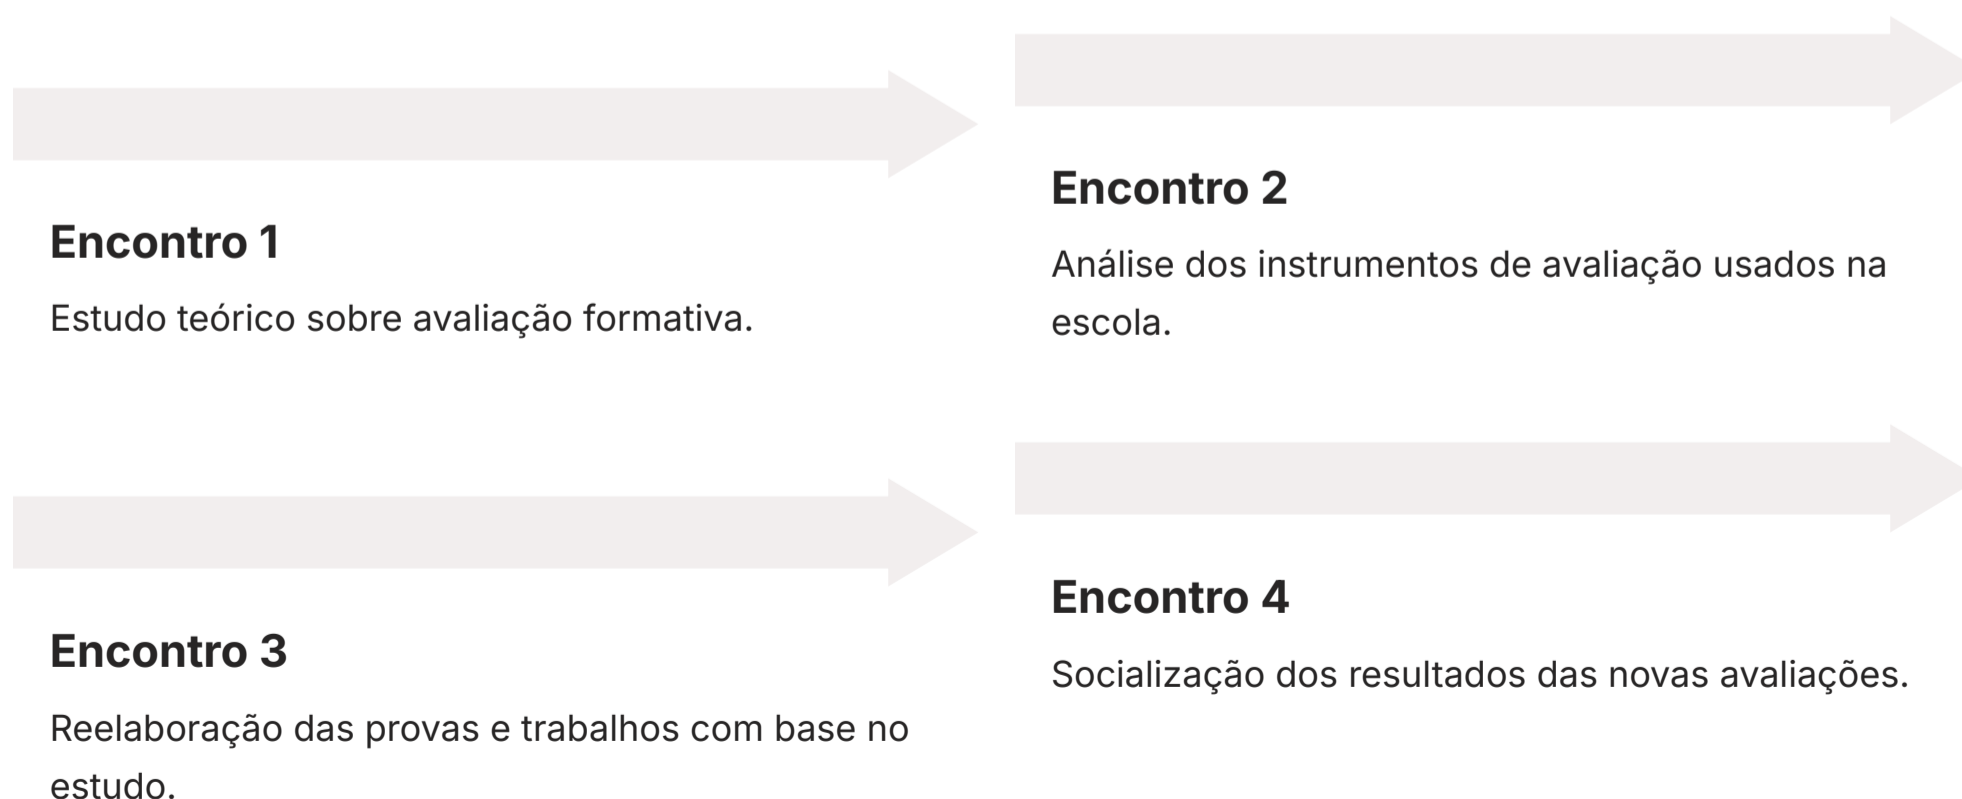 Encontro 1
Estudo teórico sobre avaliação formativa.
Encontro 2
Análise dos instrumentos de avaliação usados na
escola.
Encontro 3
Reelaboração das provas e trabalhos com base no
estudo.
Encontro 4
Socialização dos resultados das novas avaliações.